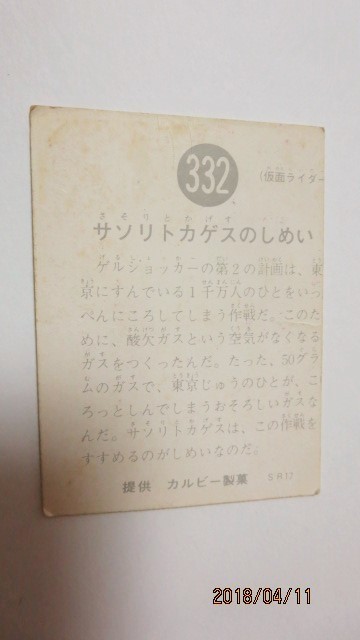 332
(仮面ライダー
サソリトカゲスのしめい
ゲルショッカーの第2の計画は、東
京にすんでいる1千万人のひとをいっ
ぺんにころしてしまう作戦だ。このた
めに、酸欠ガスという空気がなくなる
ガスをつくったんだ。たった、50グラ
ムのガスで、東京じゅうのひとが、こ
ろっとしんでしまうおそろしいガスな
んだ。サソリトカゲスは、この作戦を
すすめるのがしめいなのだ。
提供 カルビー製菓
2018/04/11